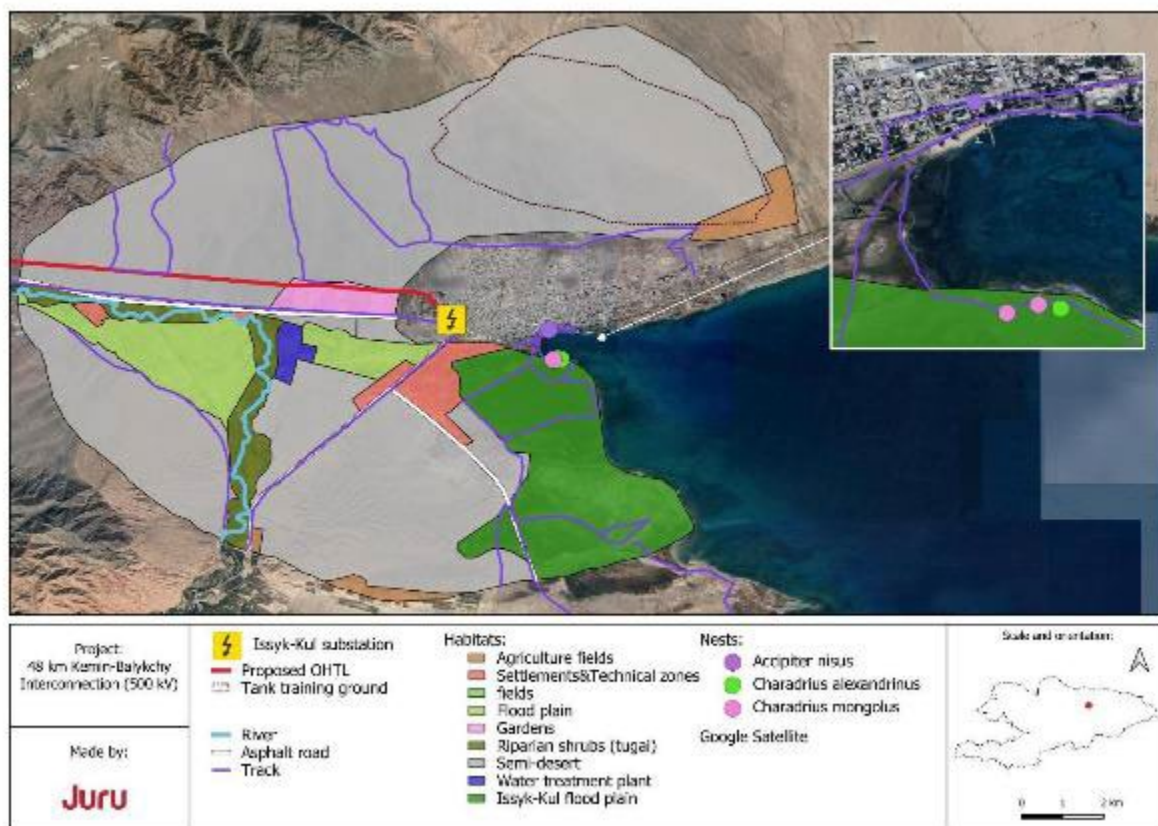 Project:
48 km Kemin-Balykchy
Interconnection (500 kV)
Made by:
Juru
Issyk-Kul substation
Proposed OHTL
Tank training ground
River
Asphalt road
Track
Habitats:
Agriculture fields
Settlements&Technical zones
fields
Flood plain
Gardens
Riparian shrubs (tugai)
Semi-desert
Water treatment plant
Issyk-Kul flood plain
Nests:
Accipiter nisus
Charadrius alexandrinus
Charadrius mongolus
Google Satellite
Scale and orientation:
0 1 2 km